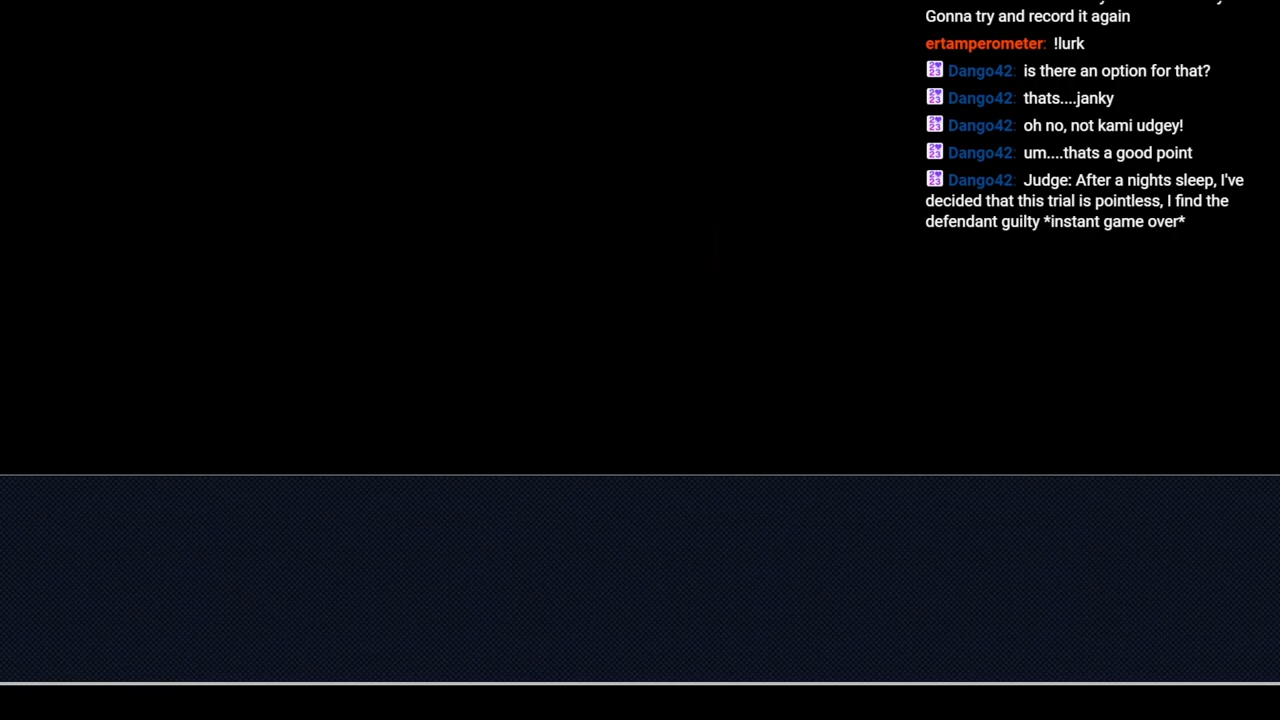 Gonna try and record it again
ertamperometer: !lurk
Dango42: is there an option for that?
Dango42: thats....janky
Dango42: oh no, not kami udgey!
Dango42: um....thats a good point
Dango42: Judge: After a nights sleep, I've
decided that this trial is pointless, I find the
defendant guilty *instant game over*